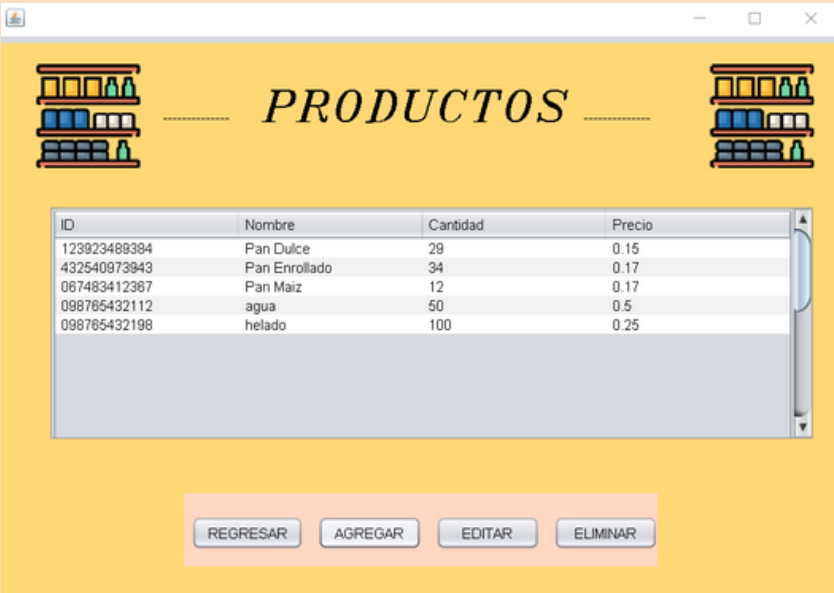 PRODUCTOS
ID Nombre Cantidad Precio
123923489384 Pan Dulce 29 0.15
432540973943 Pan Enrollado 34 0.17
067483412367 Pan Maiz 12 0.17
098765432112 agua 50 0.5
098765432198 helado 100 0.25
REGRESAR AGREGAR EDITAR ELIMINAR